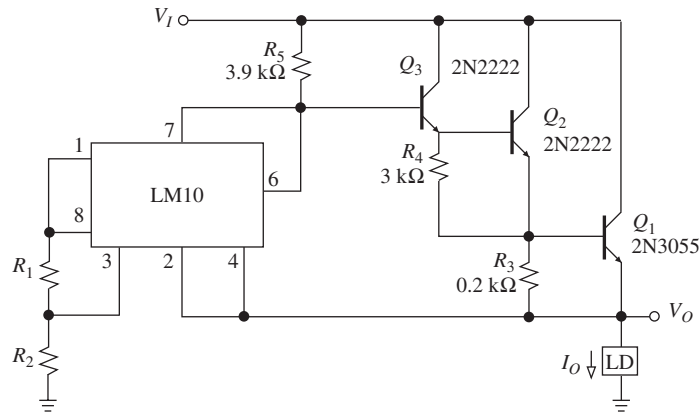 V_I
R_5
3.9 kΩ
Q_3
2N2222
Q_2
2N2222
7
1
R_4
3 kΩ
6
LM10
8
Q_1
2N3055
R_1
3
2
4
R_3
0.2 kΩ
V_O
R_2
I_O
LD